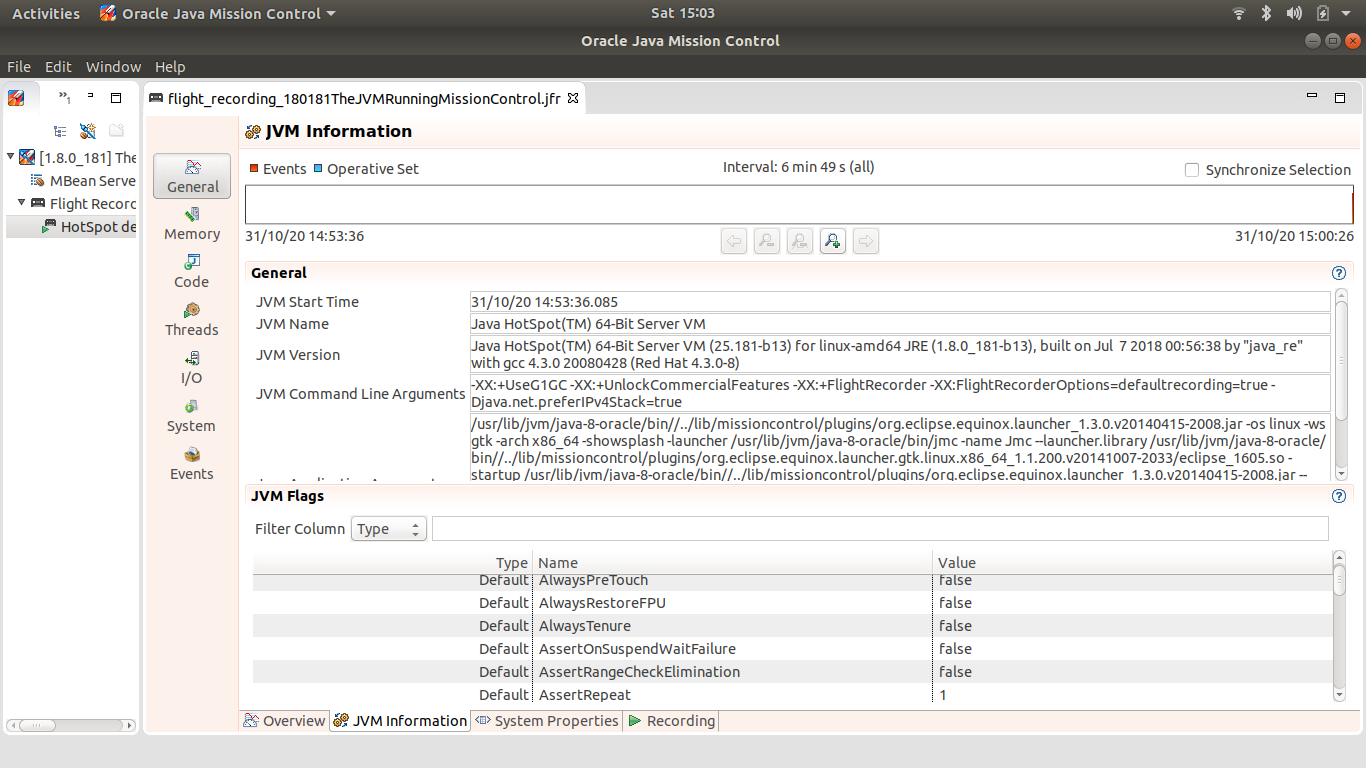 Activities Oracle Java Mission Control Sat 15:03
Oracle Java Mission Control
File Edit Window Help
»1
flight_recording_180181TheJVMRunningMissionControl.jfr
[1.8.0_181] The
MBean Serve
Flight Recorc
HotSpot de
General
Memory
Code
Threads
I/O
System
Events
JVM Information
Events Operative Set Interval: 6 min 49 s (all) Synchronize Selection
31/10/20 14:53:36 31/10/20 15:00:26
General
JVM Start Time 31/10/20 14:53:36.085
JVM Name Java HotSpot(TM) 64-Bit Server VM
JVM Version Java HotSpot(TM) 64-Bit Server VM (25.181-b13) for linux-amd64 JRE (1.8.0_181-b13), built on Jul 7 2018 00:56:38 by "java_re"
with gcc 4.3.0 20080428 (Red Hat 4.3.0-8)
JVM Command Line Arguments -XX:+UseG1GC -XX:+UnlockCommercialFeatures -XX:+FlightRecorder -XX:FlightRecorderOptions=defaultrecording=true -
Djava.net.preferIPv4Stack=true
/usr/lib/jvm/java-8-oracle/bin//../lib/missioncontrol/plugins/org.eclipse.equinox.launcher_1.3.0.v20140415-2008.jar -os linux -ws
gtk -arch x86_64 -showsplash -launcher /usr/lib/jvm/java-8-oracle/bin/jmc -name Jmc --launcher.library /usr/lib/jvm/java-8-oracle/
bin//../lib/missioncontrol/plugins/org.eclipse.equinox.launcher.gtk.linux.x86_64_1.1.200.v20141007-2033/eclipse_1605.so -
startup /usr/lib/jvm/java-8-oracle/bin//../lib/missioncontrol/plugins/org.eclipse.equinox.launcher_1.3.0.v20140415-2008.jar --
JVM Flags
Filter Column Type
Type Name Value
Default AlwaysPreTouch false
Default AlwaysRestoreFPU false
Default AlwaysTenure false
Default AssertOnSuspendWaitFailure false
Default AssertRangeCheckElimination false
Default AssertRepeat 1
Overview JVM Information System Properties Recording